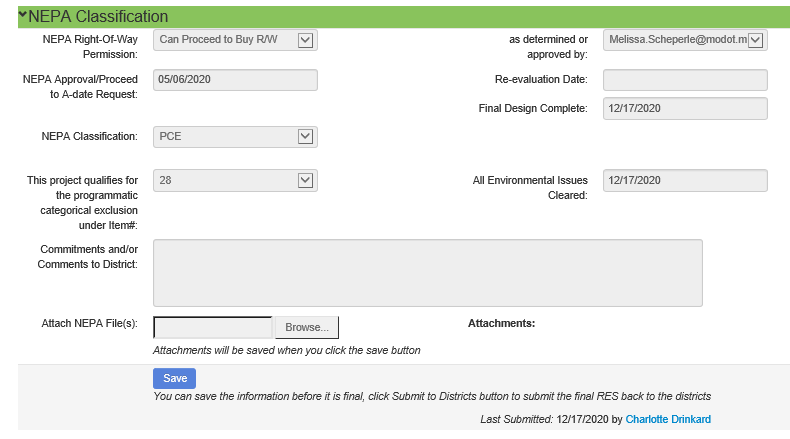 NEPA Classification
NEPA Right-Of-Way
Permission:
Can Proceed to Buy R/W
as determined or
approved by:
Melissa.Scheperle@modot.m
NEPA Approval/Proceed
to A-date Request:
05/06/2020
Re-evaluation Date:
Final Design Complete:
12/17/2020
NEPA Classification:
PCE
This project qualifies for
the programmatic
categorical exclusion
under Item#:
28
All Environmental Issues
Cleared:
12/17/2020
Commitments and/or
Comments to District:
Attach NEPA File(s):
Browse...
Attachments:
Attachments will be saved when you click the save button
Save
You can save the information before it is final, click Submit to Districts button to submit the final RES back to the districts
Last Submitted: 12/17/2020 by Charlotte Drinkard